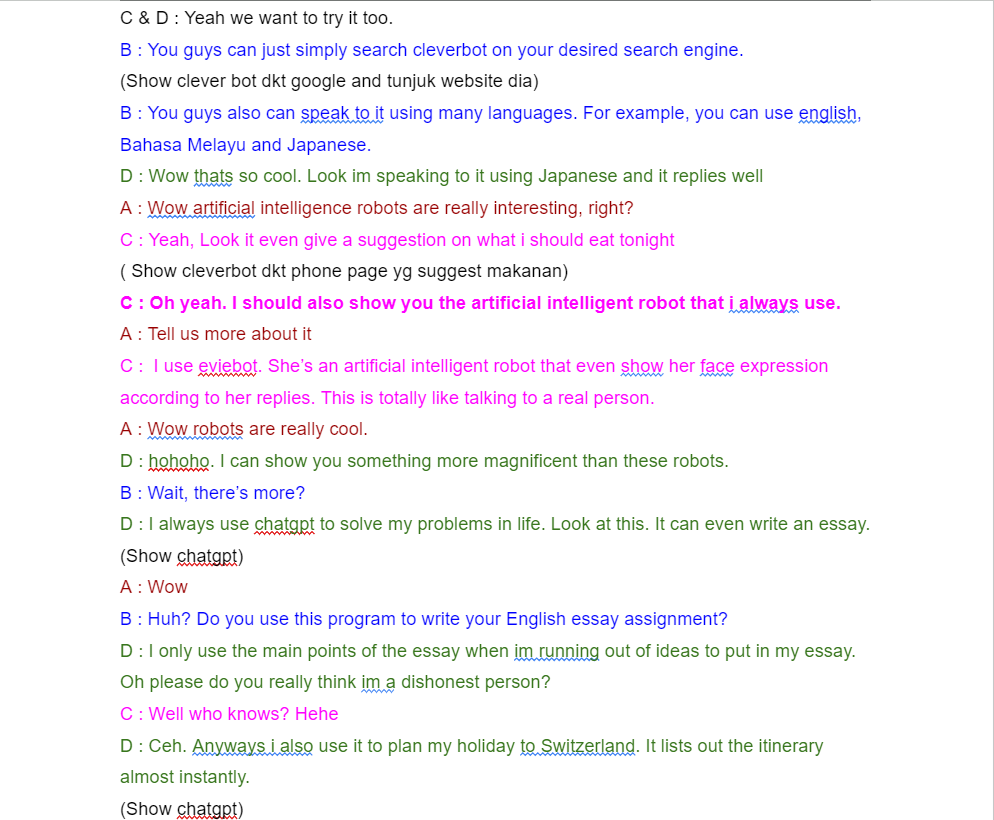 C & D : Yeah we want to try it too.
B : You guys can just simply search cleverbot on your desired search engine.
(Show clever bot dkt google and tunjuk website dia)
B : You guys also can speak to it using many languages. For example, you can use english,
Bahasa Melayu and Japanese.
D : Wow thats so cool. Look im speaking to it using Japanese and it replies well
A : Wow artificial intelligence robots are really interesting, right?
C : Yeah, Look it even give a suggestion on what i should eat tonight
( Show cleverbot dkt phone page yg suggest makanan)
C : Oh yeah. I should also show you the artificial intelligent robot that i always use.
A : Tell us more about it
C :  I use eviebot. She’s an artificial intelligent robot that even show her face expression
according to her replies. This is totally like talking to a real person.
A : Wow robots are really cool.
D : hohoho. I can show you something more magnificent than these robots.
B : Wait, there’s more?
D : I always use chatgpt to solve my problems in life. Look at this. It can even write an essay.
(Show chatgpt)
A : Wow
B : Huh? Do you use this program to write your English essay assignment?
D : I only use the main points of the essay when im running out of ideas to put in my essay.
Oh please do you really think im a dishonest person?
C : Well who knows? Hehe
D : Ceh. Anyways i also use it to plan my holiday to Switzerland. It lists out the itinerary
almost instantly.
(Show chatgpt)